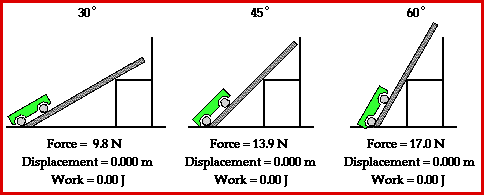 30° 45° 60°
Force = 9.8 N Force = 13.9 N Force = 17.0 N
Displacement = 0.000 m Displacement = 0.000 m Displacement = 0.000 m
Work = 0.00 J Work = 0.00 J Work = 0.00 J